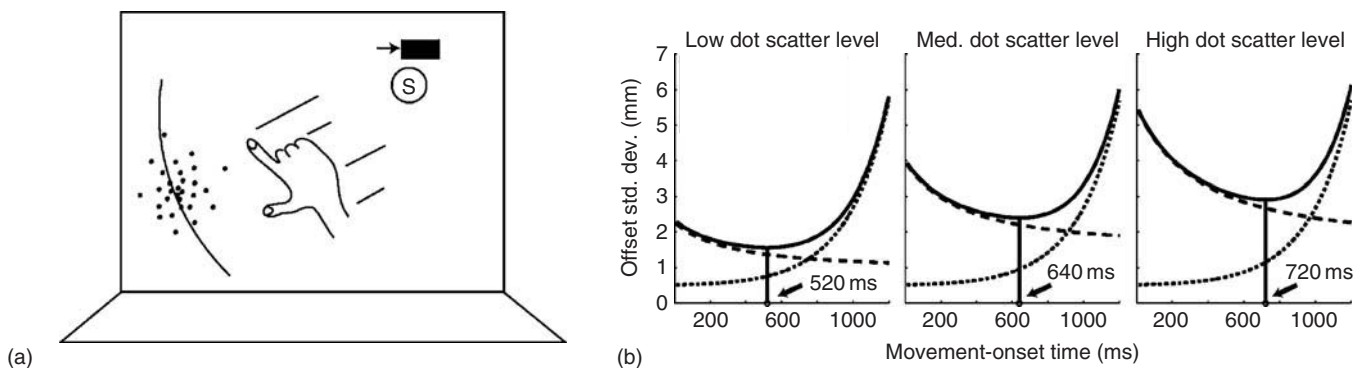 S
(a)
Low dot scatter level
Med. dot scatter level
High dot scatter level
Offset std. dev. (mm)
7
6
5
4
3
2
1
0
520 ms
640 ms
720 ms
200 600 1000
200 600 1000
200 600 1000
Movement-onset time (ms)
(b)